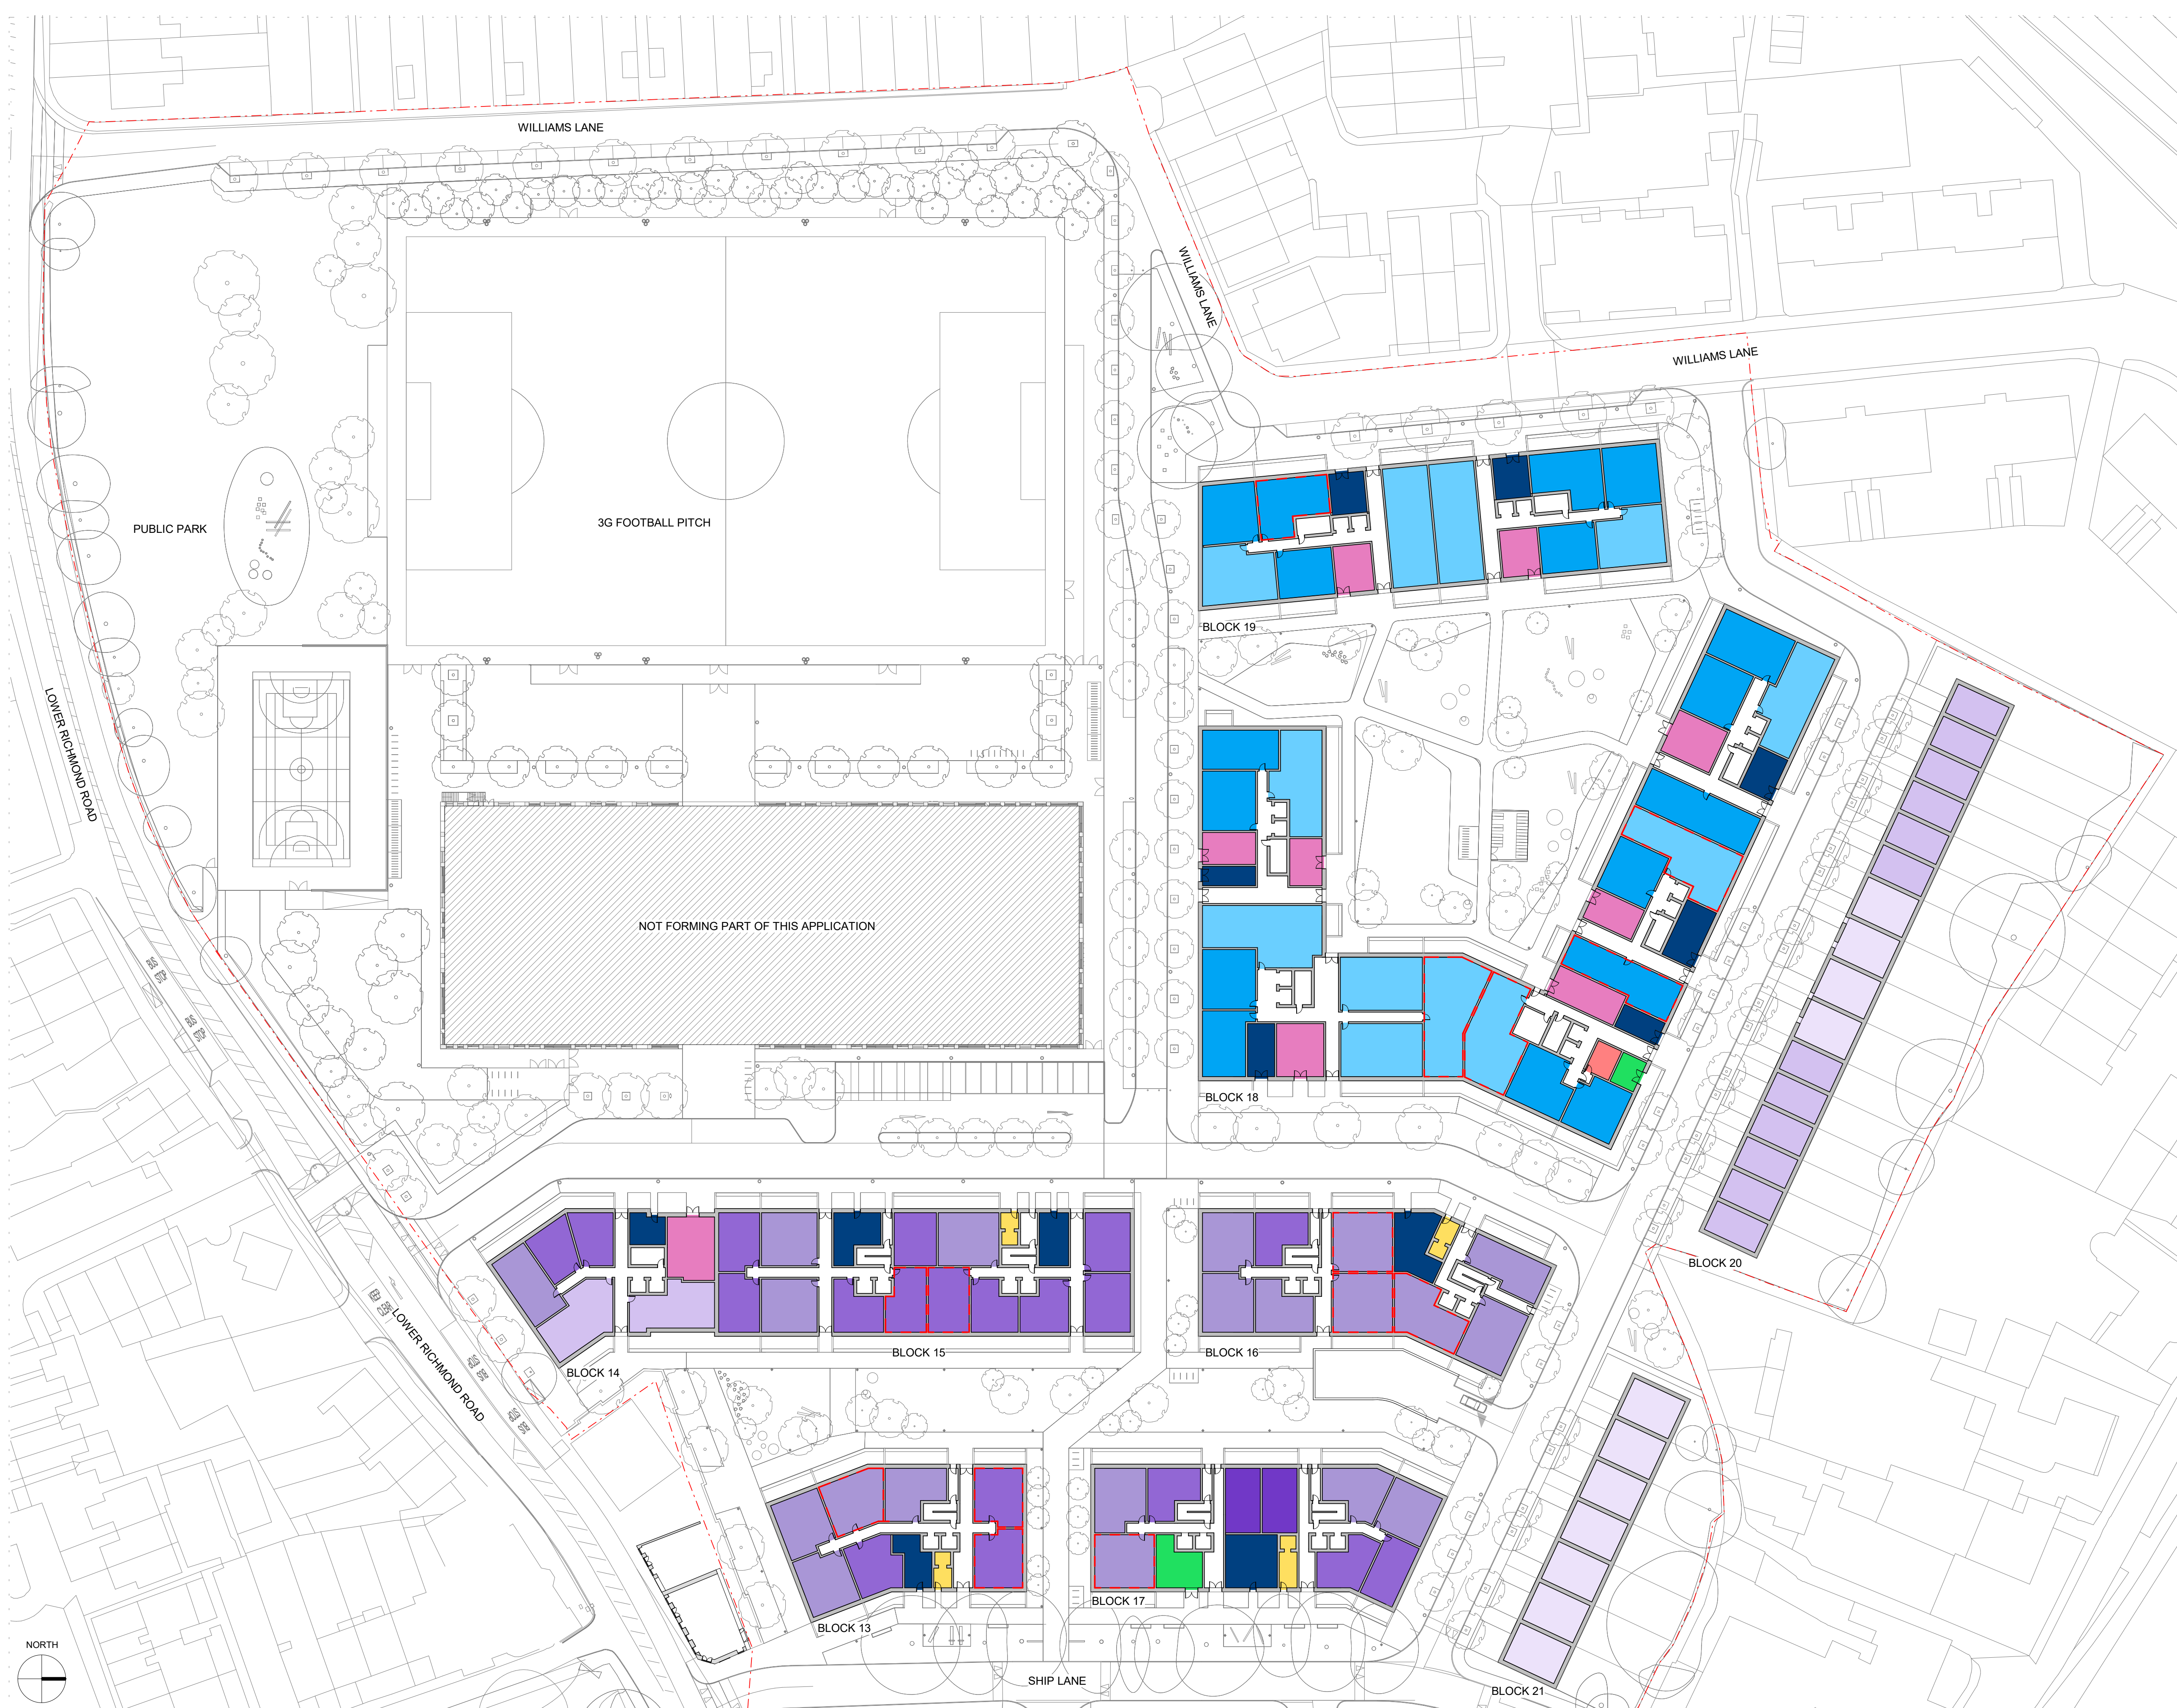 WILLIAMS LANE
WILLIAMS LANE
WILLIAMS LANE
PUBLIC PARK
3G FOOTBALL PITCH
BLOCK 19
LOWER RICHMOND ROAD
NOT FORMING PART OF THIS APPLICATION
BUS
STOP
BUS
STOP
BLOCK 18
BLOCK 20
LOWER RICHMOND ROAD
BLOCK 14
BLOCK 15
BLOCK 16
BLOCK 13
BLOCK 17
SHIP LANE
BLOCK 21
NORTH